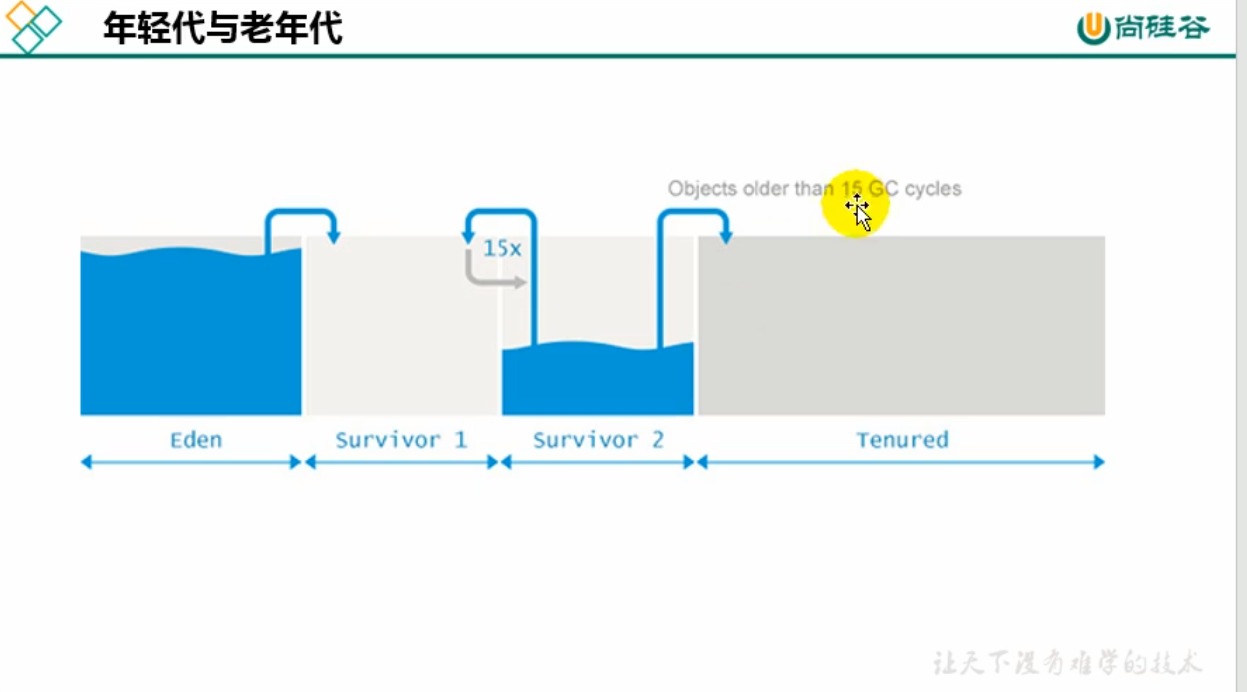 年轻代与老年代
尚硅谷
Objects older than 15 GC cycles
15x
Eden
Survivor 1
Survivor 2
Tenured
让天下没有难学的技术